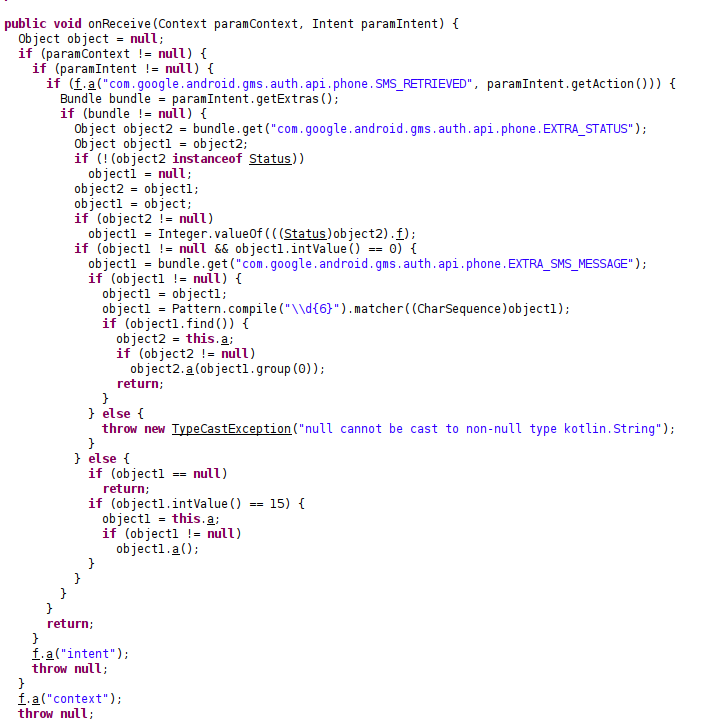 public void onReceive(Context paramContext, Intent paramIntent) {
  Object object = null;
  if (paramContext != null) {
    if (paramIntent != null) {
      if (f.a("com.google.android.gms.auth.api.phone.SMS_RETRIEVED", paramIntent.getAction())) {
        Bundle bundle = paramIntent.getExtras();
        if (bundle != null) {
          Object object2 = bundle.get("com.google.android.gms.auth.api.phone.EXTRA_STATUS");
          Object object1 = object2;
          if (!(object2 instanceof Status))
            object1 = null;
          object2 = object1;
          object1 = object;
          if (object2 != null)
            object1 = Integer.valueOf(((Status)object2).f);
          if (object1 != null && object1.intValue() == 0) {
            object1 = bundle.get("com.google.android.gms.auth.api.phone.EXTRA_SMS_MESSAGE");
            if (object1 != null) {
              object1 = object1;
              object1 = Pattern.compile("\\d{6}").matcher((CharSequence)object1);
              if (object1.find()) {
                object2 = this.a;
                if (object2 != null)
                  object2.a(object1.group(0));
                return;
              }
            } else {
              throw new TypeCastException("null cannot be cast to non-null type kotlin.String");
            }
          } else {
            if (object1 == null)
              return;
            if (object1.intValue() == 15) {
              object1 = this.a;
              if (object1 != null)
                object1.a();
            }
          }
        }
      }
      return;
    }
    f.a("intent");
    throw null;
  }
  f.a("context");
  throw null;